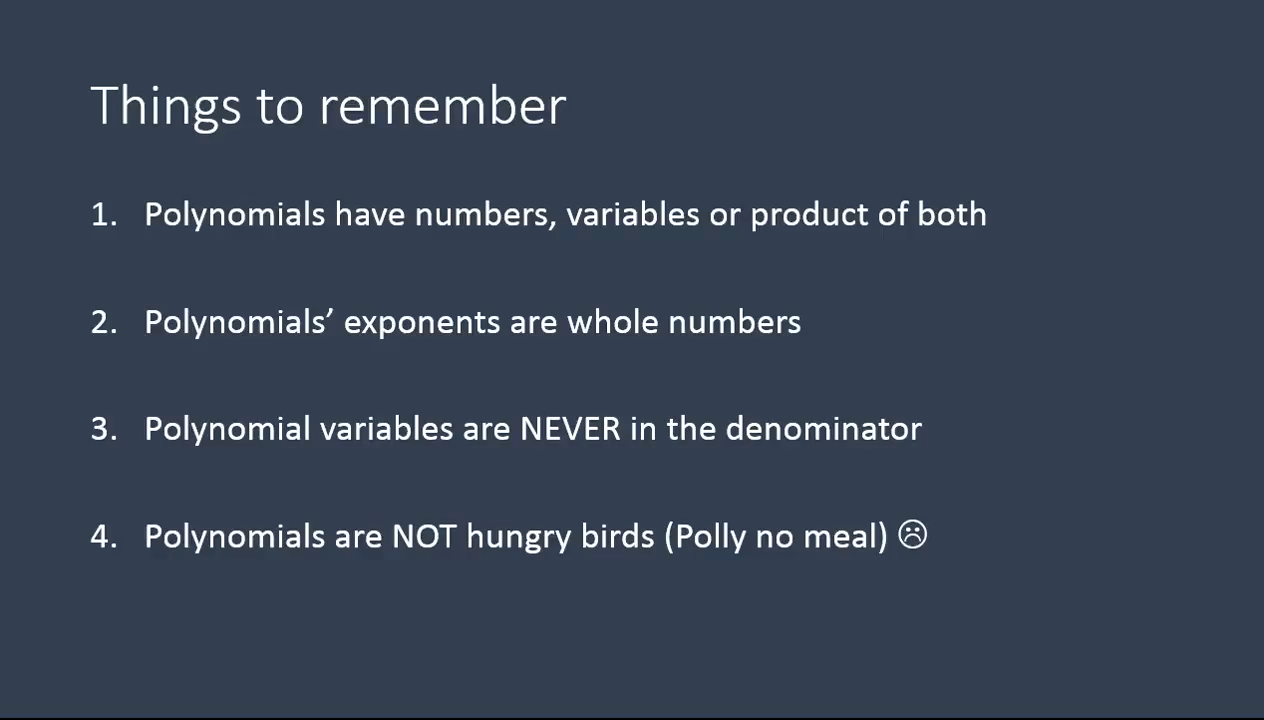 Things to remember
1. Polynomials have numbers, variables or product of both
2. Polynomials’ exponents are whole numbers
3. Polynomial variables are NEVER in the denominator
4. Polynomials are NOT hungry birds (Polly no meal) ☹